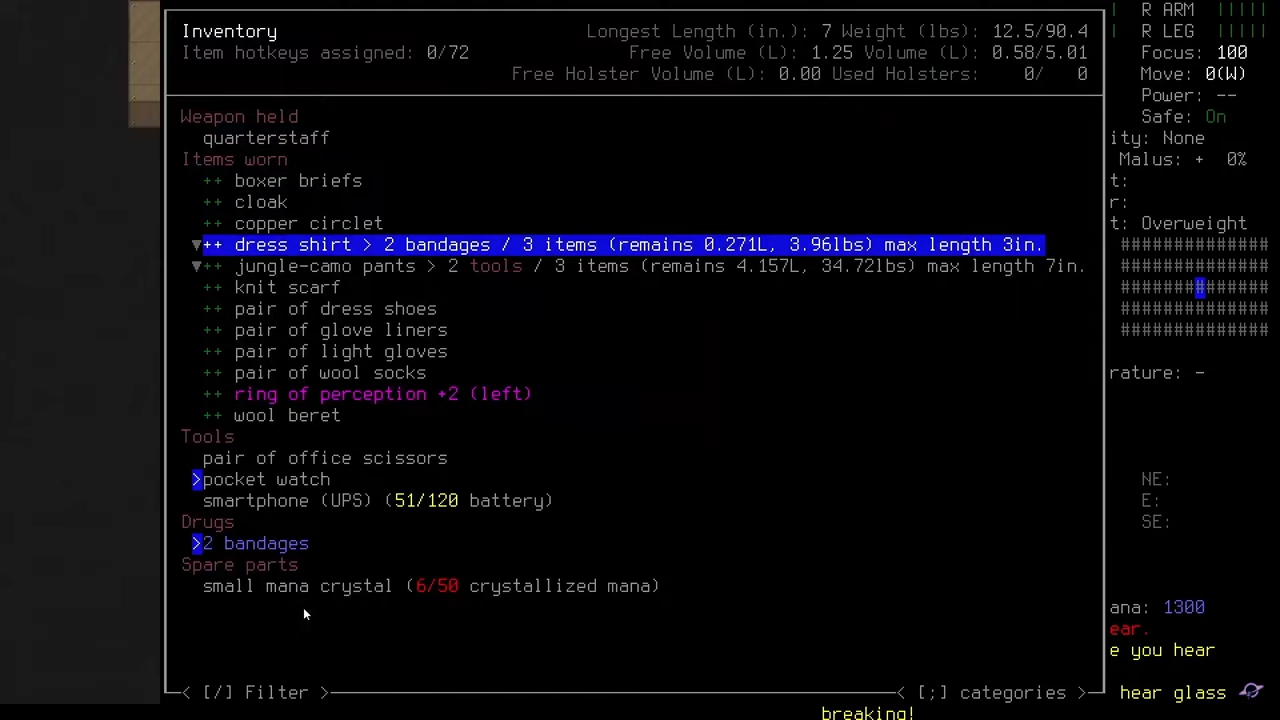 Inventory
Longest Length (in.): 7 Weight (lbs): 12.5/90.4
Item hotkeys assigned: 0/72
Free Volume (L): 1.25 Volume (L): 0.58/5.01
Free Holster Volume (L): 0.00 Used Holsters: 0/ 0
Weapon held
quarterstaff
Items worn
++ boxer briefs
++ cloak
++ copper circlet
▼++ dress shirt > 2 bandages / 3 items (remains 0.271L, 3.96lbs) max length 3in.
▼++ jungle-camo pants > 2 tools / 3 items (remains 4.157L, 34.72lbs) max length 7in.
++ knit scarf
++ pair of dress shoes
++ pair of glove liners
++ pair of light gloves
++ pair of wool socks
++ ring of perception +2 (left)
++ wool beret
Tools
pair of office scissors
>pocket watch
smartphone (UPS) (51/120 battery)
Drugs
>2 bandages
Spare parts
small mana crystal (6/50 crystallized mana)
< [/] Filter >
< [;] categories >
R ARM |||||
R LEG |||||
Focus: 100
Move: 0(W)
Power: --
Safe: On
ity: None
Malus: + 0%
t:
r:
t: Overweight
##############
##############
##############
##############
##############
rature: -
NE:
E:
SE:
ana: 1300
ear.
e you hear
hear glass
breaking!